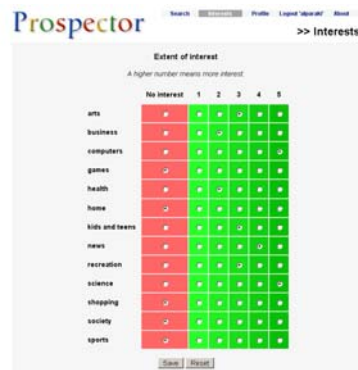 Prospector
Search Interests Profile Logout 'alparaki' About
>> Interests
Extent of interest
A higher number means more interest.
No interest 1 2 3 4 5
arts
business
computers
games
health
home
kids and teens
news
recreation
science
shopping
society
sports
Save Reset